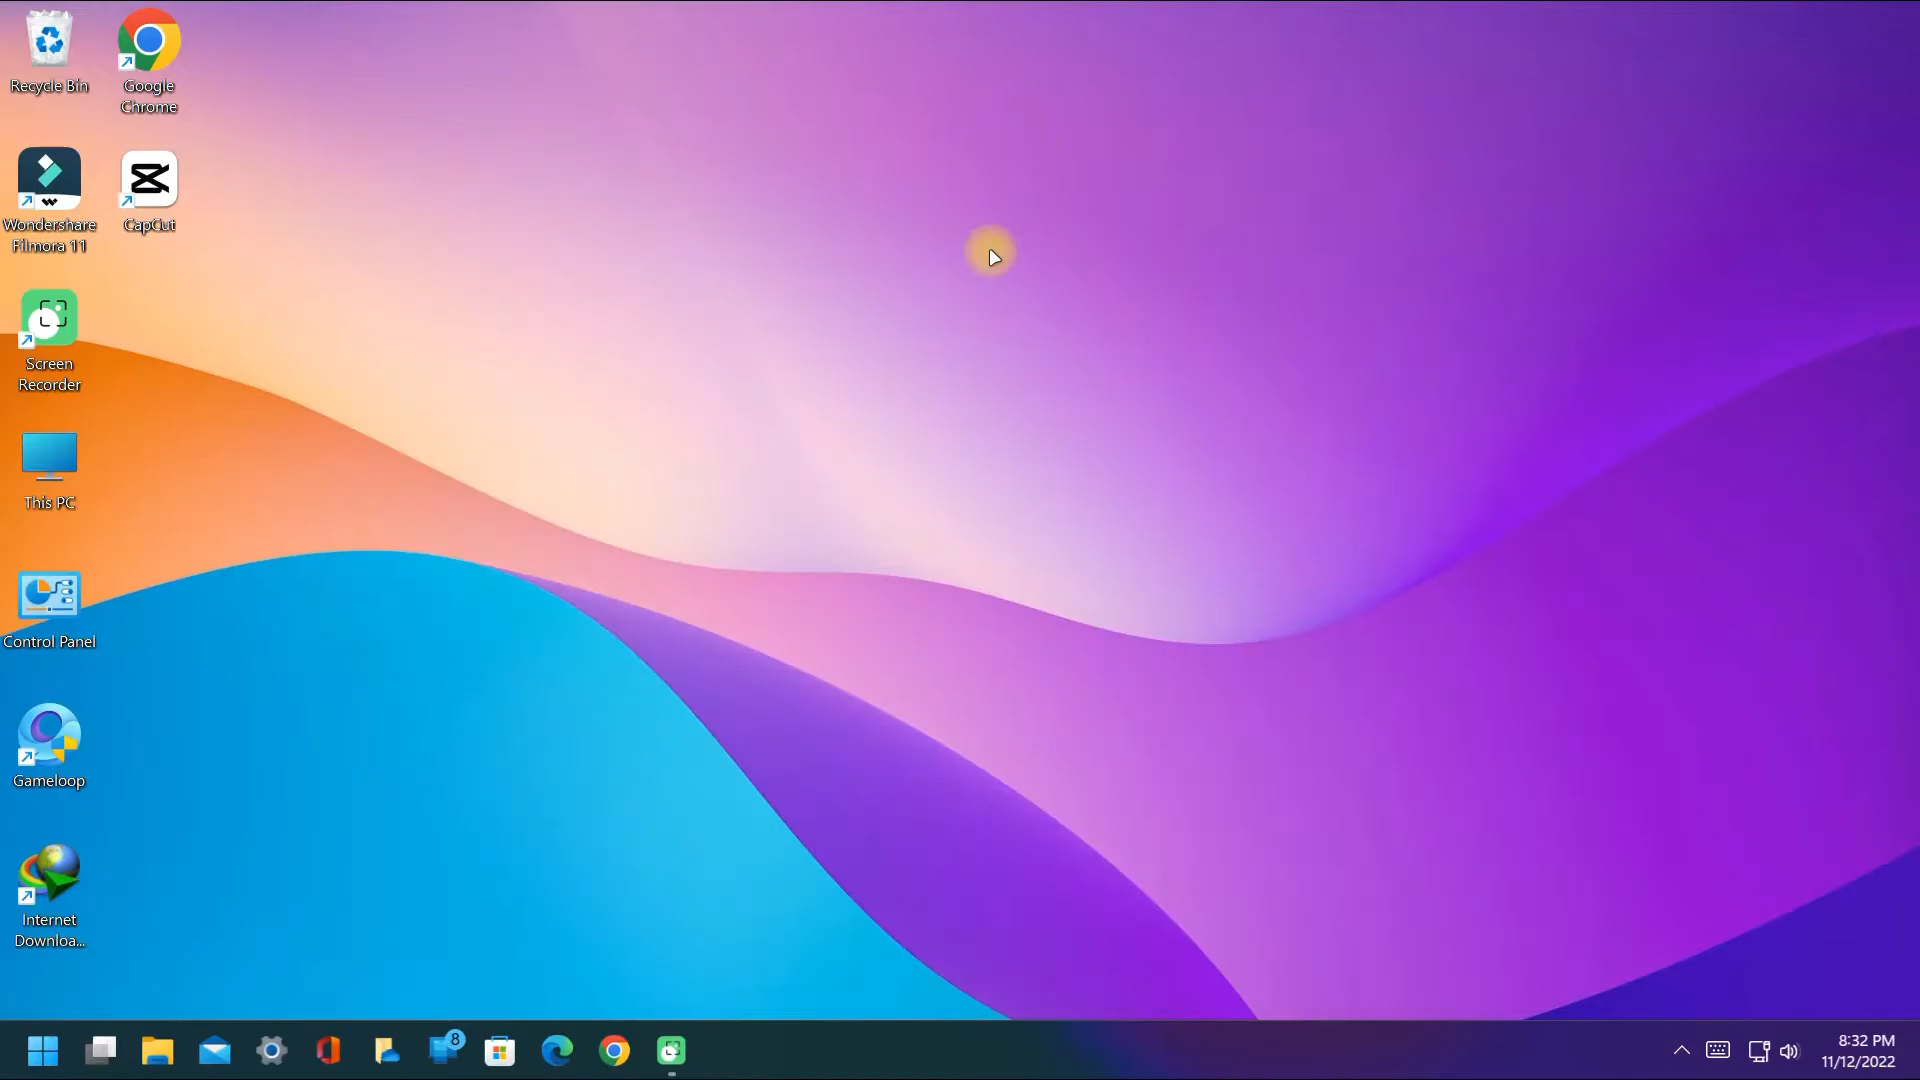 Recycle Bin
Google
Chrome
Wondershare
Filmora 11
CapCut
Screen
Recorder
This PC
Control Panel
Gameloop
Internet
Downloa...
8
8:32 PM
11/12/2022